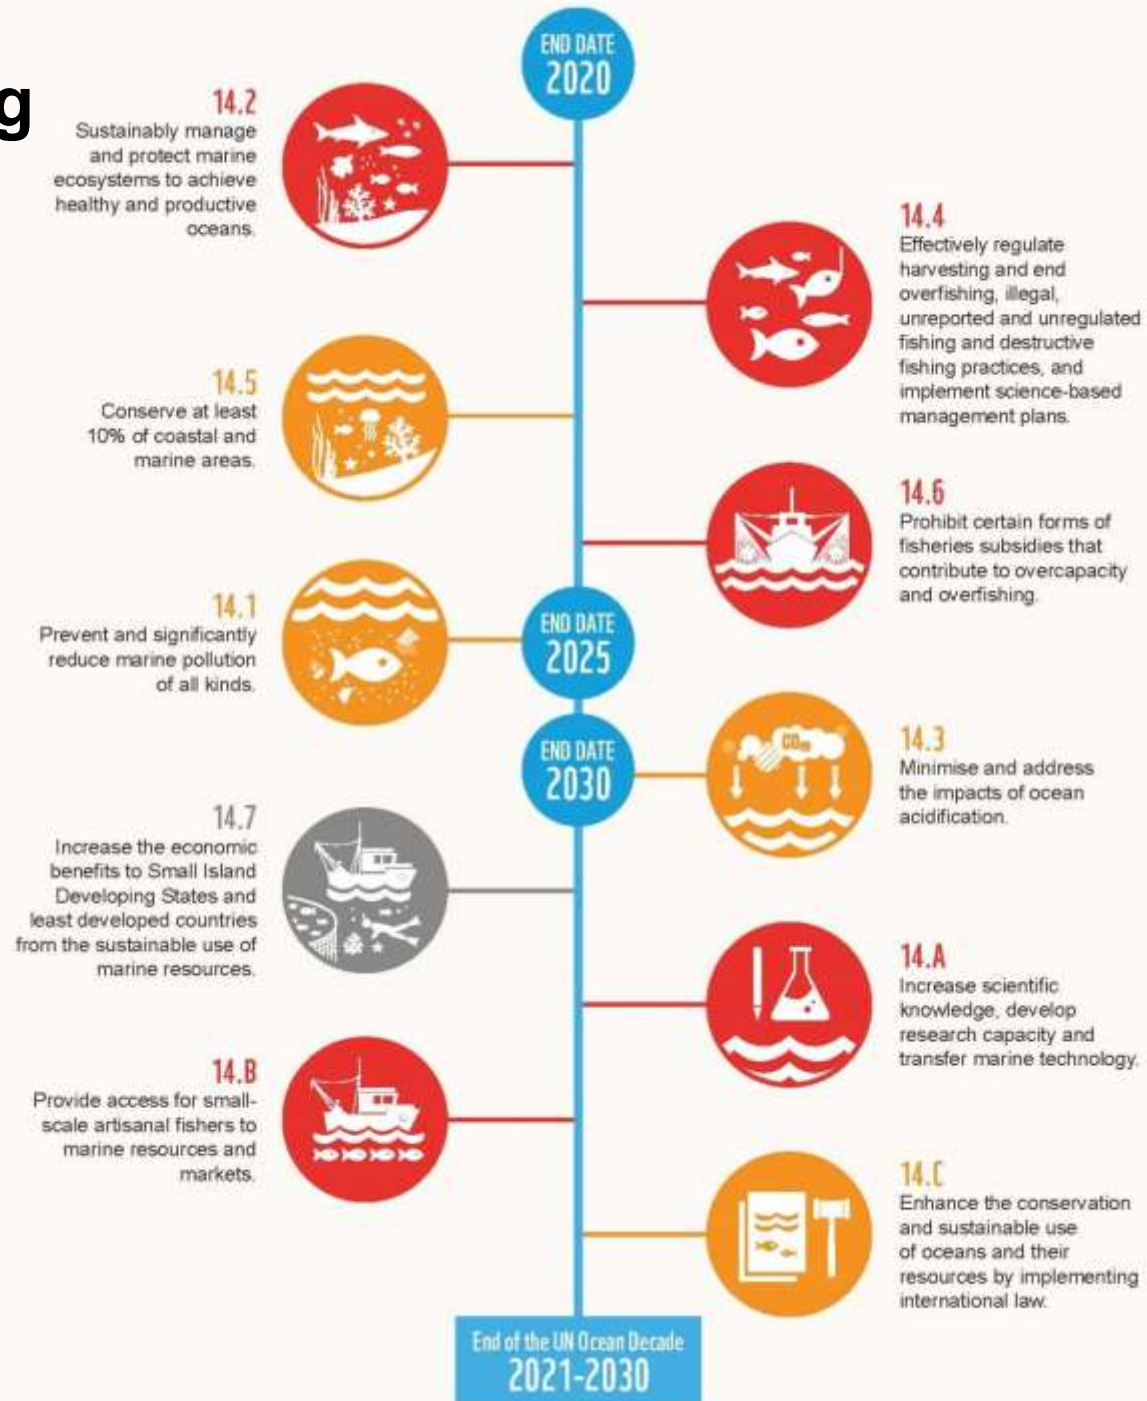 g
END DATE
2020
14.2
Sustainably manage
and protect marine
ecosystems to achieve
healthy and productive
oceans.
14.4
Effectively regulate
harvesting and end
overfishing, illegal,
unreported and unregulated
fishing and destructive
fishing practices, and
implement science-based
management plans.
14.5
Conserve at least
10% of coastal and
marine areas.
14.6
Prohibit certain forms of
fisheries subsidies that
contribute to overcapacity
and overfishing.
14.1
Prevent and significantly
reduce marine pollution
of all kinds.
END DATE
2025
END DATE
2030
14.3
Minimise and address
the impacts of ocean
acidification.
14.7
Increase the economic
benefits to Small Island
Developing States and
least developed countries
from the sustainable use of
marine resources.
14.A
Increase scientific
knowledge, develop
research capacity and
transfer marine technology.
14.B
Provide access for small-
scale artisanal fishers to
marine resources and
markets.
14.C
Enhance the conservation
and sustainable use
of oceans and their
resources by implementing
international law.
End of the UN Ocean Decade
2021-2030